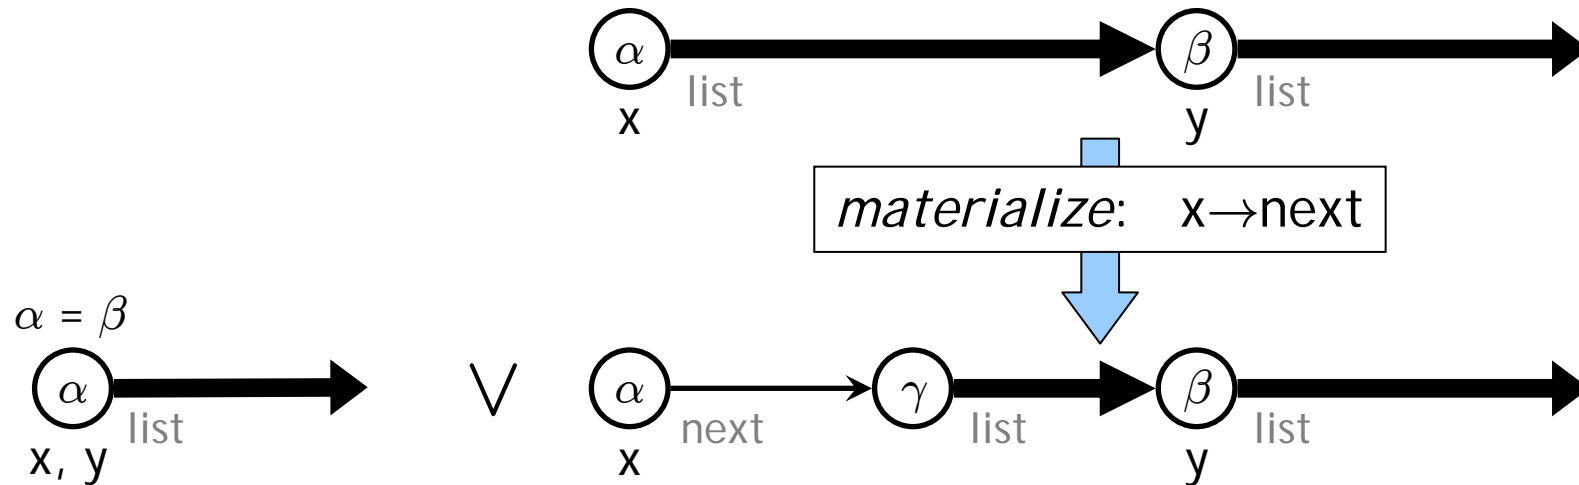 α β
list list
x y
materialize: x→next
α = β
α ∨ α γ β
list next list list
x, y x y